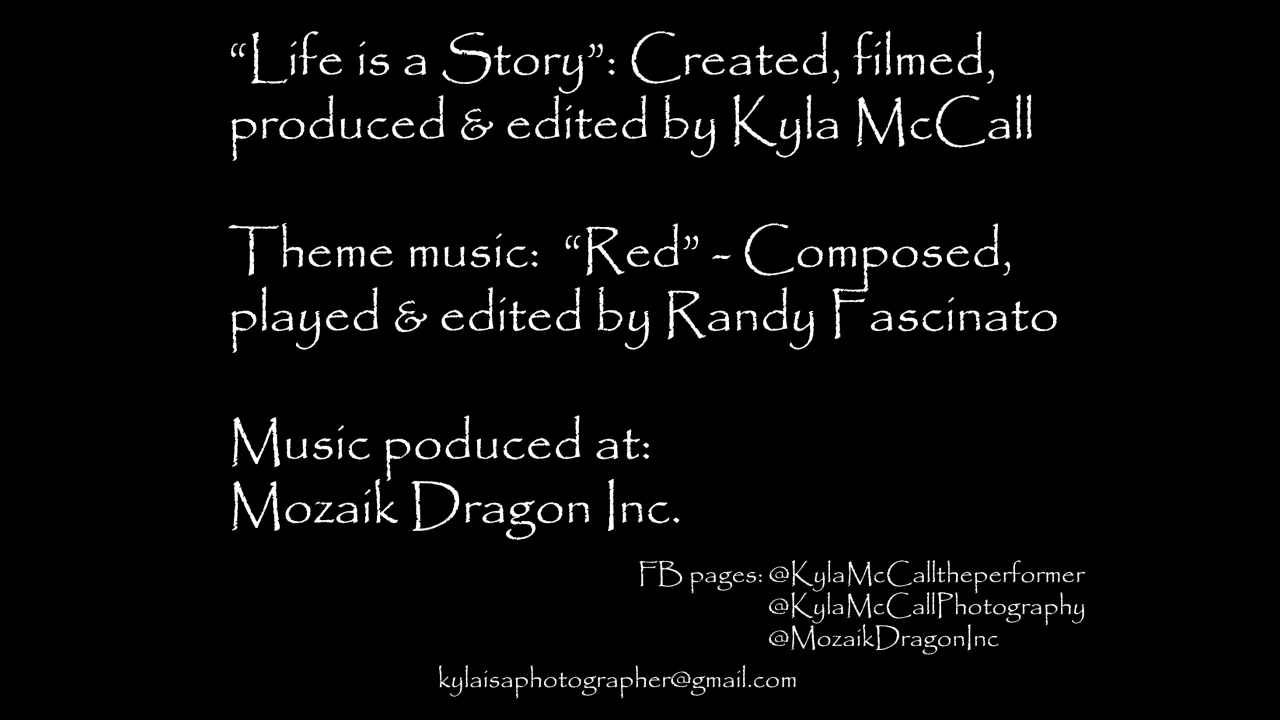 “Life is a Story”: Created, filmed,
produced & edited by Kyla McCall
Theme music:  “Red” - Composed,
played & edited by Randy Fascinato
Music poduced at:
Mozaik Dragon Inc.
FB pages: @KylaMcCalltheperformer
@KylaMcCallPhotography
@MozaikDragonInc
kylaisaphotographer@gmail.com